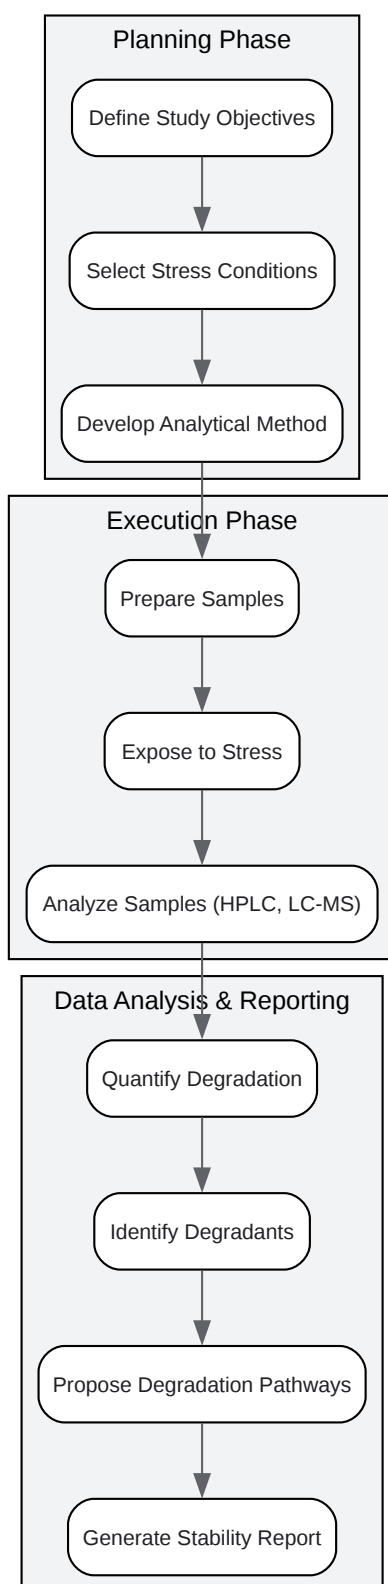 Planning Phase
Define Study Objectives
Select Stress Conditions
Develop Analytical Method
Execution Phase
Prepare Samples
Expose to Stress
Analyze Samples (HPLC, LC-MS)
Data Analysis & Reporting
Quantify Degradation
Identify Degradants
Propose Degradation Pathways
Generate Stability Report